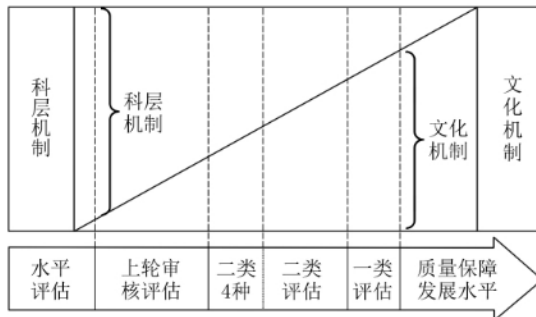 科层机制
科层
机制
文化
机制
文化机制
水平
评估
上轮审
核评估
二类
4种
二类
评估
一类
评估
质量保障
发展水平